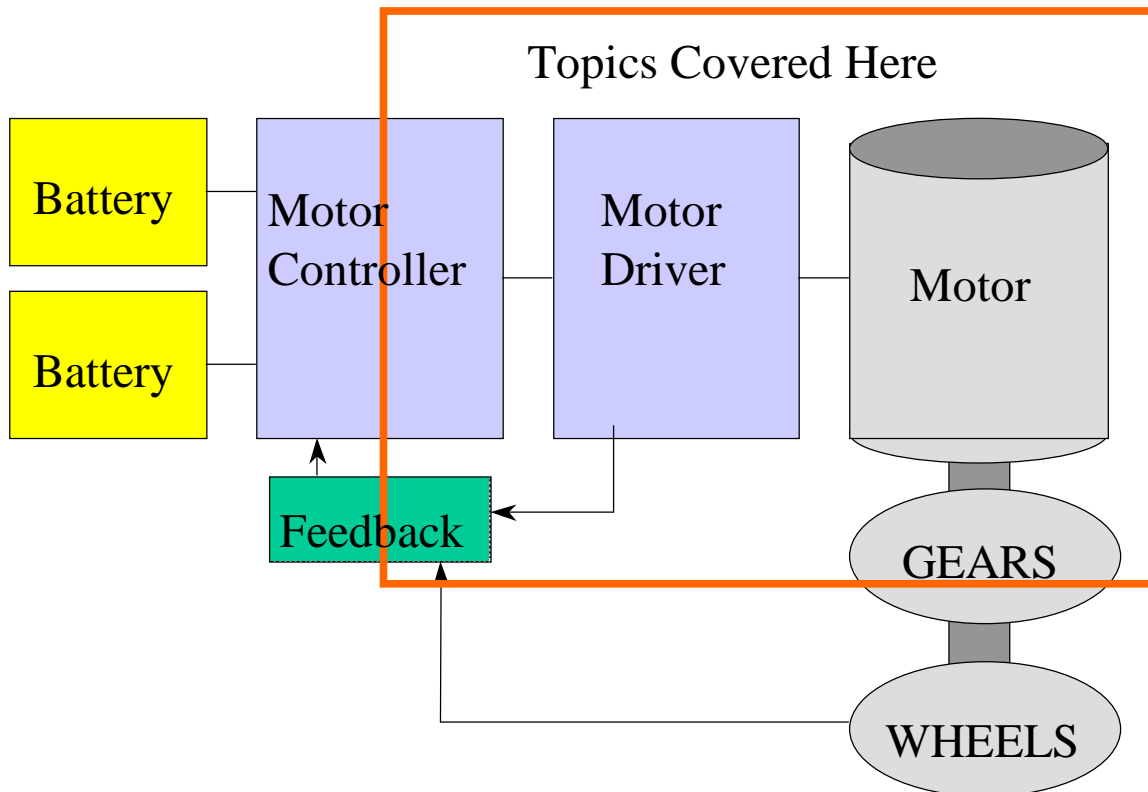 Topics Covered Here
Battery
Motor
Controller
Motor
Driver
Motor
Battery
Feedback
GEARS
WHEELS